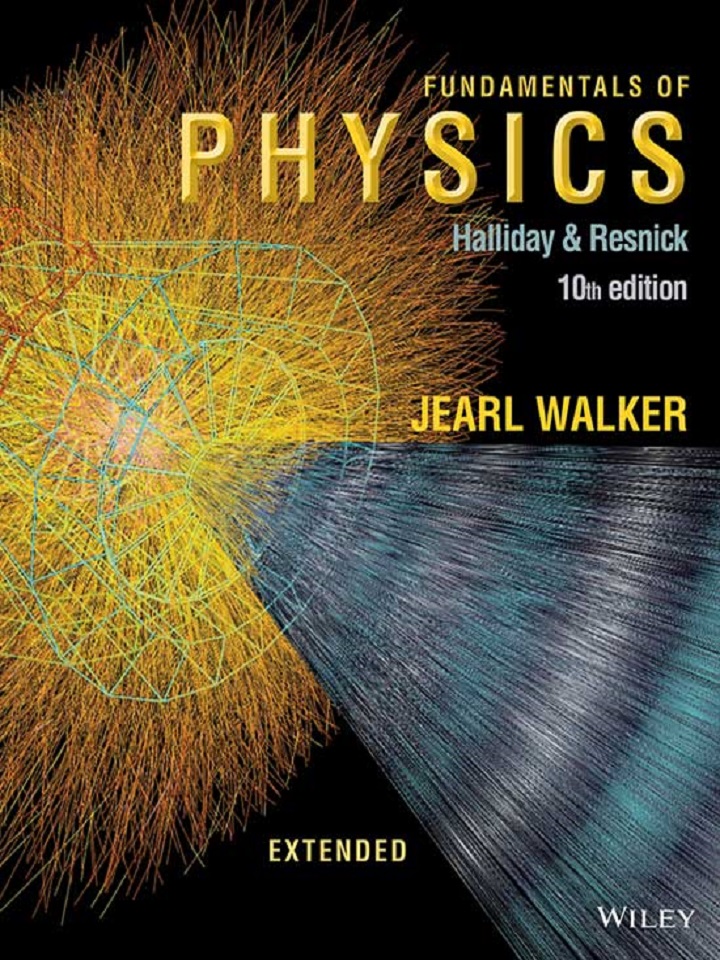 FUNDAMENTALS OF
PHYSICS
Halliday & Resnick
10th edition
JEARL WALKER
EXTENDED
WILEY